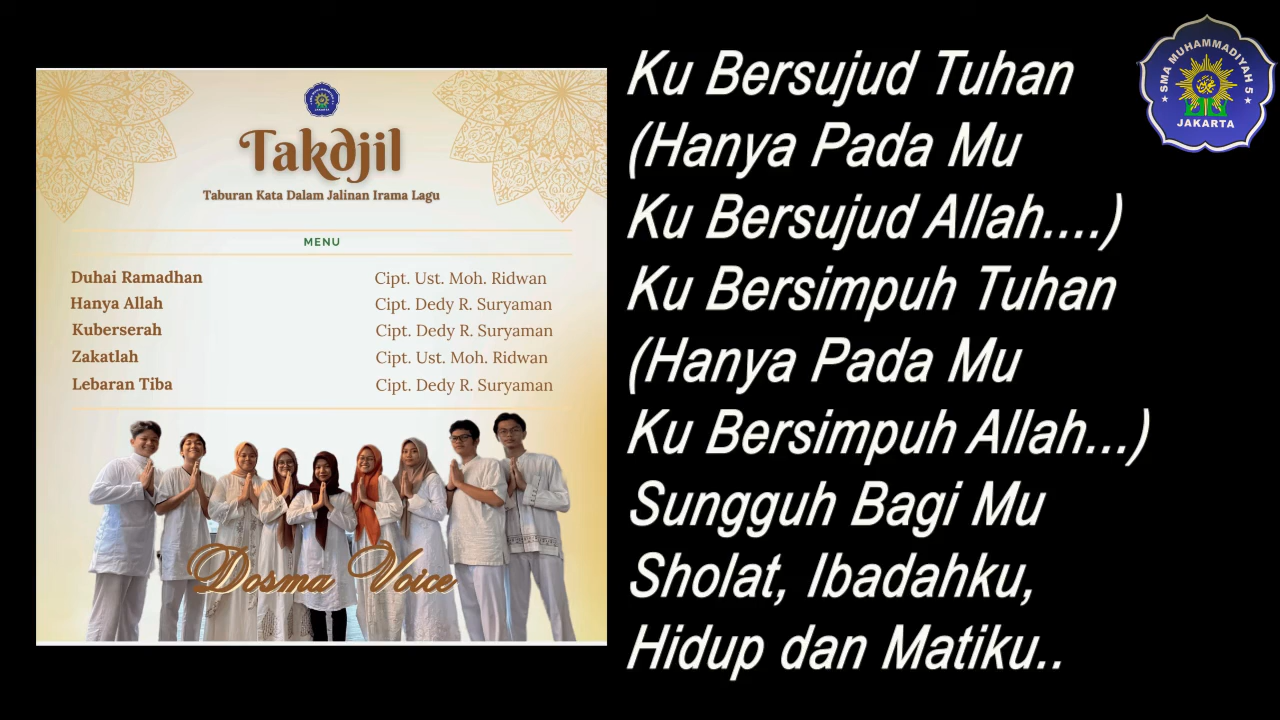 Takdjil
Taburan Kata Dalam Jalinan Irama Lagu
MENU
Duhai Ramadhan Cipt. Ust. Moh. Ridwan
Hanya Allah Cipt. Dedy R. Suryaman
Kuberserah Cipt. Dedy R. Suryaman
Zakatlah Cipt. Ust. Moh. Ridwan
Lebaran Tiba Cipt. Dedy R. Suryaman
Dosma Voice
Ku Bersujud Tuhan
(Hanya Pada Mu
Ku Bersujud Allah....)
Ku Bersimpuh Tuhan
(Hanya Pada Mu
Ku Bersimpuh Allah...)
Sungguh Bagi Mu
Sholat, Ibadahku,
Hidup dan Matiku..
SMA MUHAMMADIYAH 5
JAKARTA